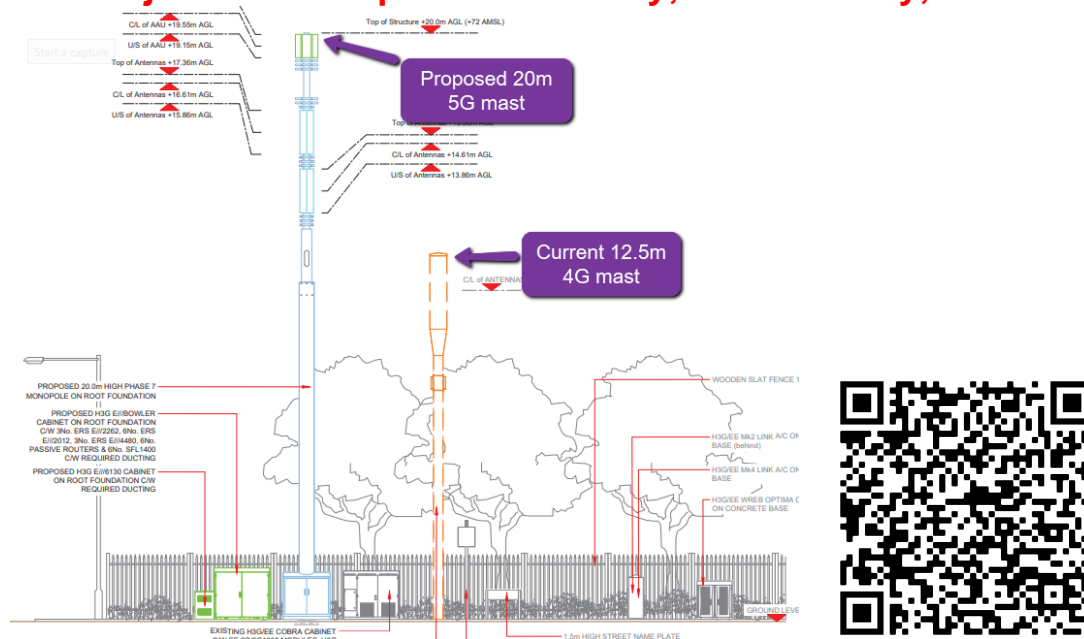 C/L of AAU +19.55m AGL
U/S of AAU +19.15m AGL
Top of Antennas +17.36m AGL
C/L of Antennas +16.61m AGL
U/S of Antennas +15.86m AGL
Start a capture
Top of Structure +20.0m AGL (+72 AMSL)
Proposed 20m
5G mast
C/L of Antennas +14.61m AGL
U/S of Antennas +13.86m AGL
Current 12.5m
4G mast
C/L of ANTENNAS
PROPOSED 20.0m HIGH PHASE 7
MONOPOLE ON ROOT FOUNDATION
PROPOSED H3G E///BOWLER
CABINET ON ROOT FOUNDATION
C/W 3No. ERS E///2262, 6No. ERS
E///2012, 3No. ERS E///4480, 6No.
PASSIVE ROUTERS & 6No. SFL1400
C/W REQUIRED DUCTING
PROPOSED H3G E///6130 CABINET
ON ROOT FOUNDATION C/W
REQUIRED DUCTING
WOODEN SLAT FENCE
H3G/EE Mk2 LINK A/C ON
BASE (behind)
H3G/EE Mk4 LINK A/C ON
BASE
H3G/EE WREB OPTIMA
ON CONCRETE BASE
GROUND LEVE
EXISTING H3G/EE COBRA CABINET
1.5m HIGH STREET NAME PLATE